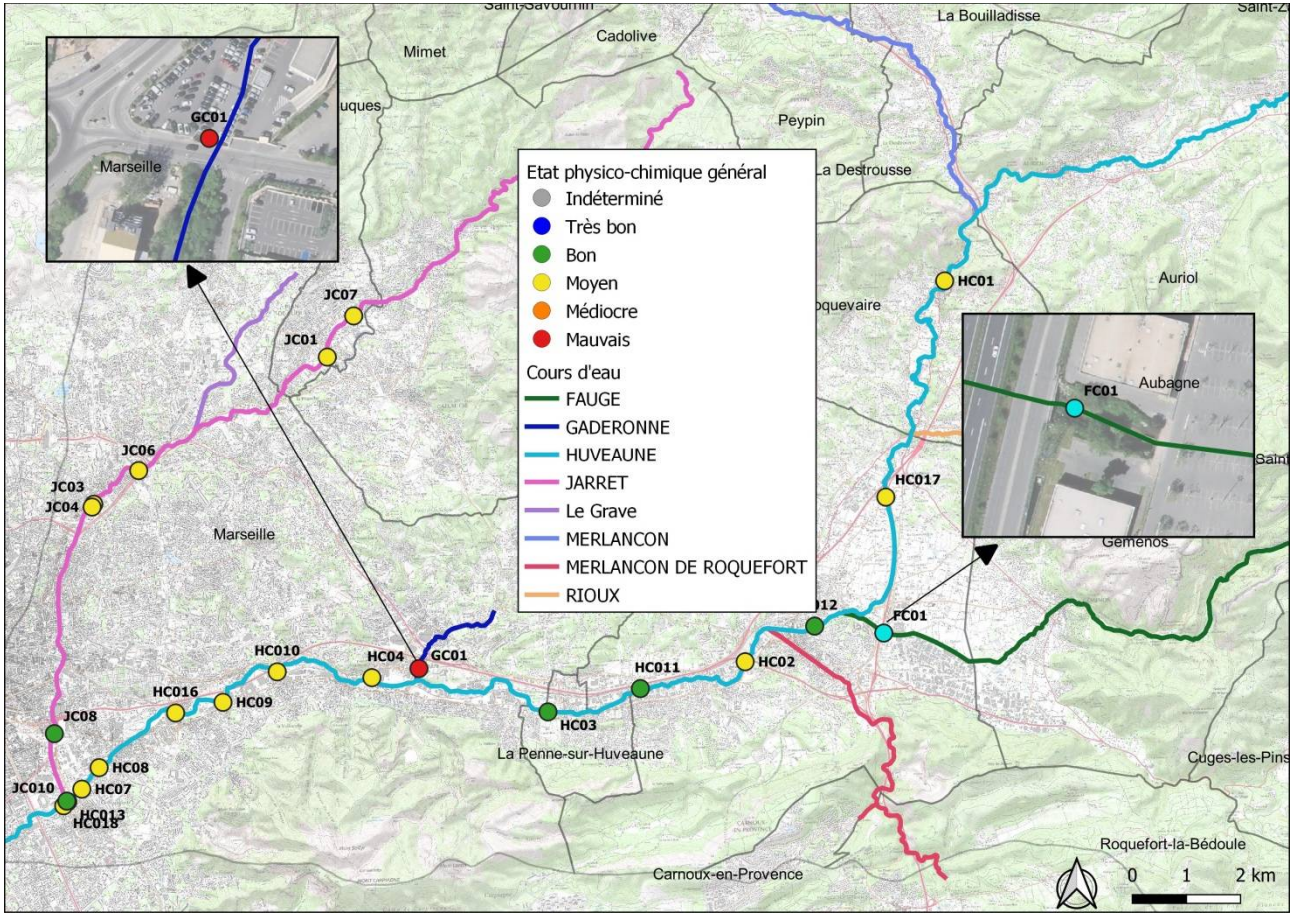 Saint-Savournin
La Bouilladisse
Cadolive
Mimet
uques
Peypin
La Destrousse
GC01
Marseille
Etat physico-chimique général
Indéterminé
Très bon
Bon
Moyen
Médiocre
Mauvais
Cours d'eau
FAUGE
GADERONNE
HUVEAUNE
JARRET
Le Grave
MERLANCON
MERLANCON DE ROQUEFORT
RIOUX
HC01
Auriol
oquevaire
JC07
JC01
Aubagne
FC01
Saint
JC06
JC03
JC04
HC017
Marseille
Gémenos
012
FC01
HC010
HC04
GC01
HC02
HC011
HC016
HC09
HC03
JC08
La Penne-sur-Huveaune
Cuges-les-Pins
HC08
JC010
HC07
HC013
HC018
Roquefort-la-Bédoule
Carnoux-en-Provence
0 1 2 km